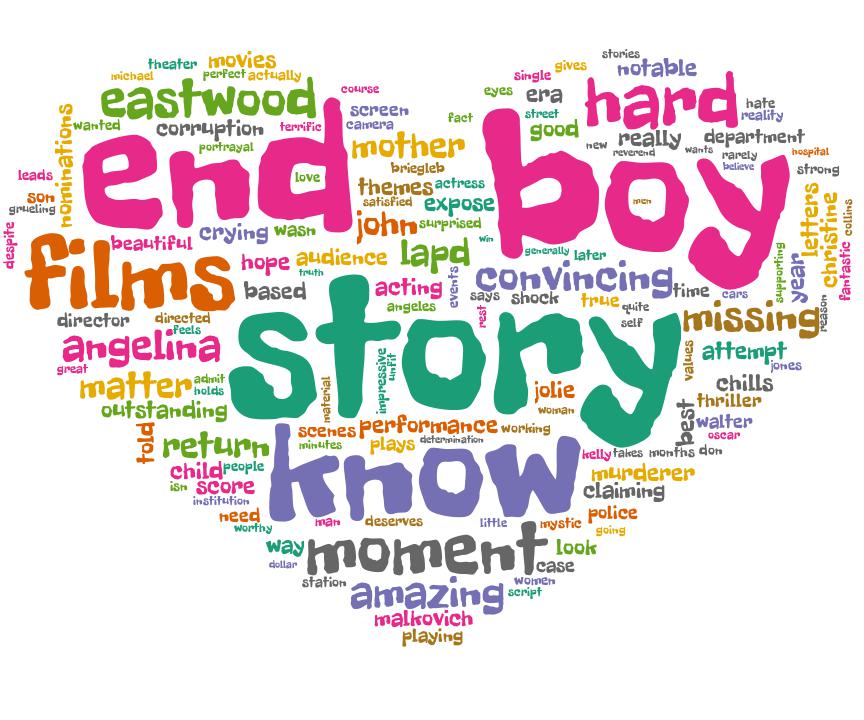 theater movies
michael perfect actually
course
stories
single gives notable
eastwood
screen
eyes era
hard
hate
reality
wanted corruption terrific camera
fact
street
good
new really department
portrayal
mother
reverend wants rarely hospital
nominations
end
love
briegleb
boy
men
believe
strong
leads
son
grueling
themes actress
satisfied expose
letters
christine
collins
despite
beautiful crying wasn
john surprised
win
generally later
supporting
year
fantastic
films
hope audience lapd
truth
based
acting
events
convincing
time
cars
says shock true quite
self
missing
reason
director directed
feels
angeles
rest
story
angelina
great
impressive
unfit
values
attempt
jones
matter admit
holds
material
jolie
woman
chills
thriller
outstanding
best
walter
oscar
told
return
scenes performance working
minutes plays determination
know
kelly takes months don
child people
isn score
institution
murderer
claiming
need
worthy
man deserves little mystic police
going
way
dollar
moment
look
case
station
amazing
women
script
malkovich
playing